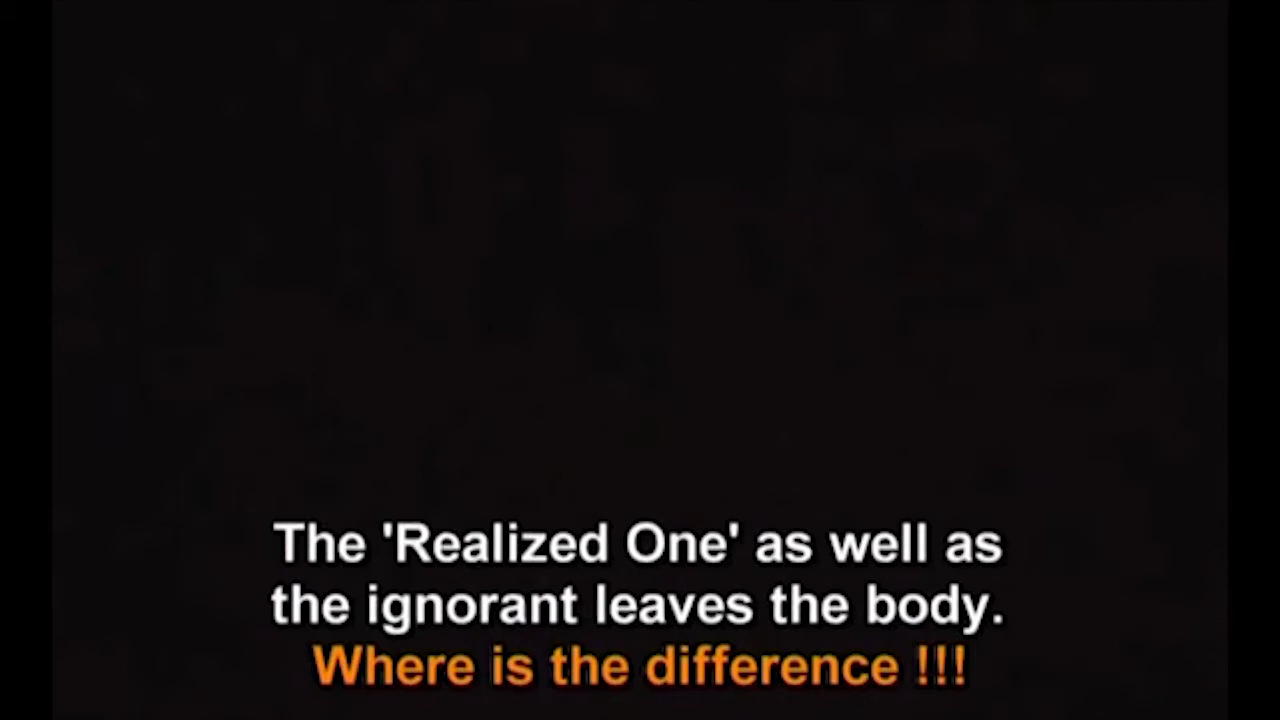 The 'Realized One' as well as
the ignorant leaves the body.
Where is the difference !!!